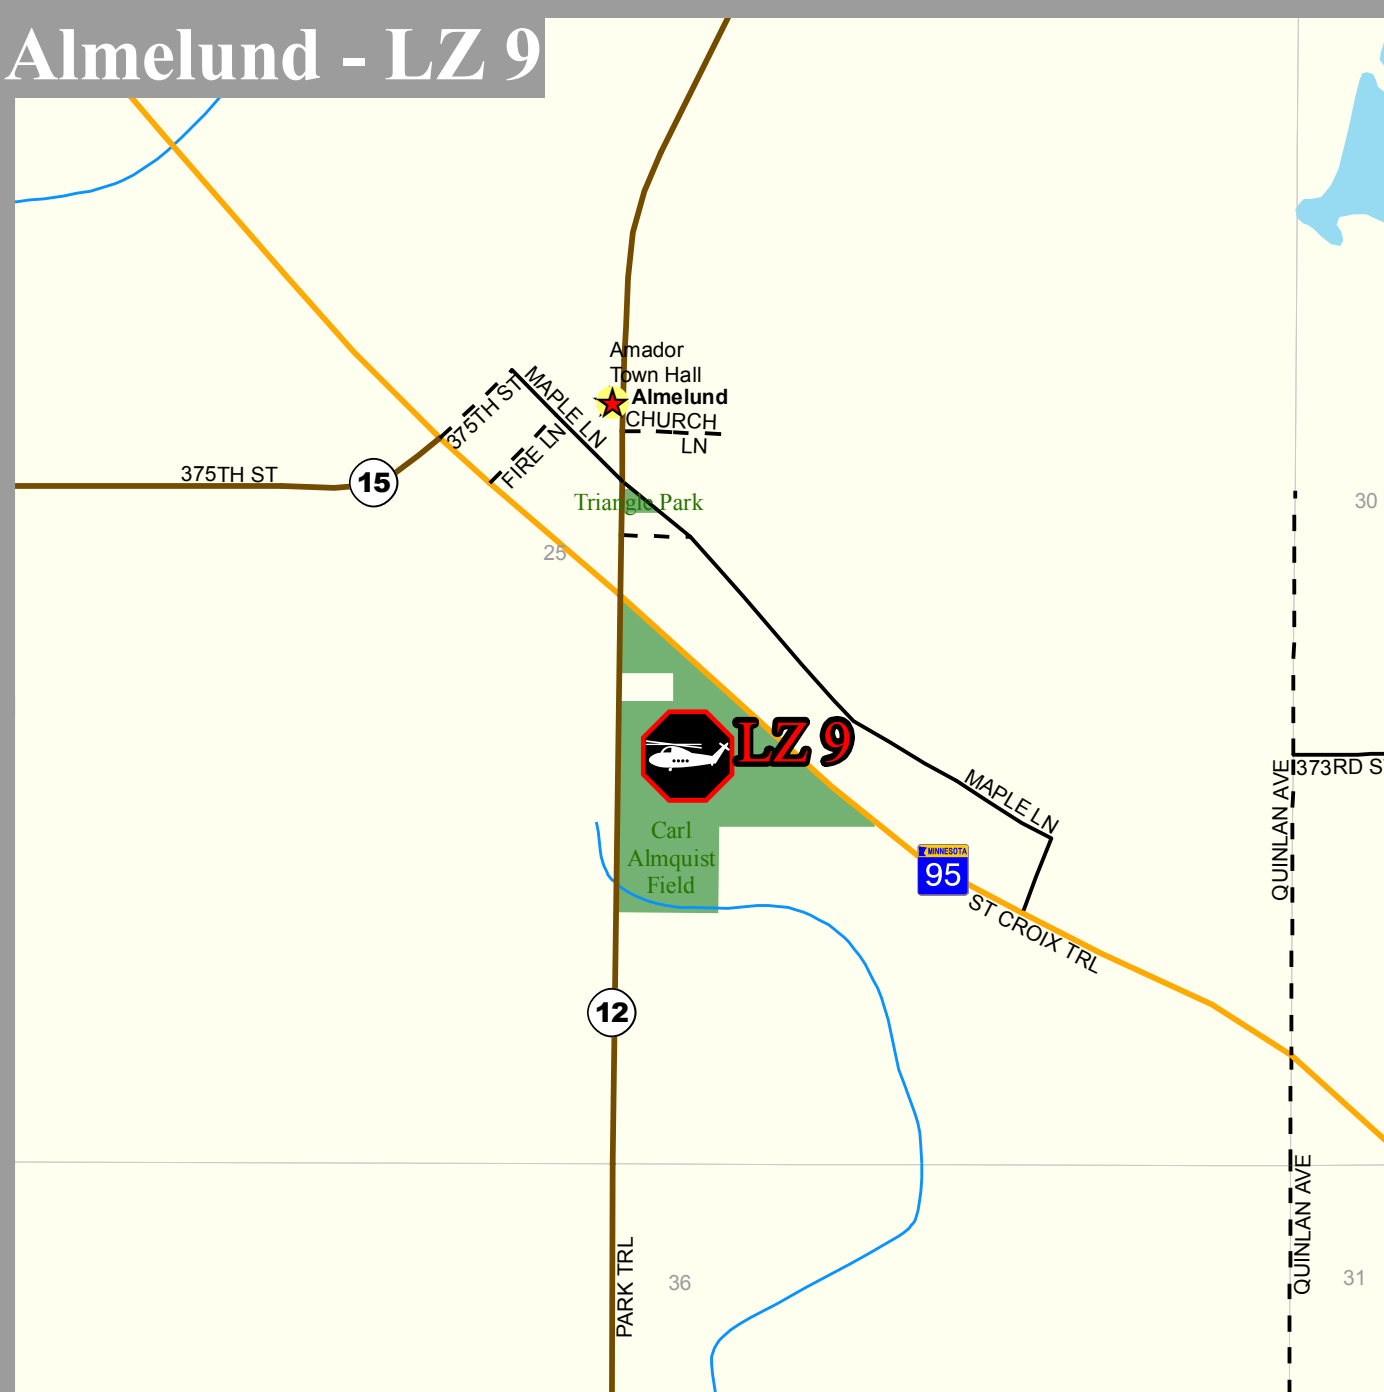 Almelund - LZ 9
Amador
Town Hall
Almelund
CHURCH
LN
MAPLE LN
375TH ST
FIRE LN
375TH ST
15
Triangle Park
30
25
LZ 9
373RD S
MAPLE LN
QUINLAN AVE
Carl
Almquist
Field
MINNESOTA
95
ST CROIX TRL
12
QUINLAN AVE
PARK TRL
36
31